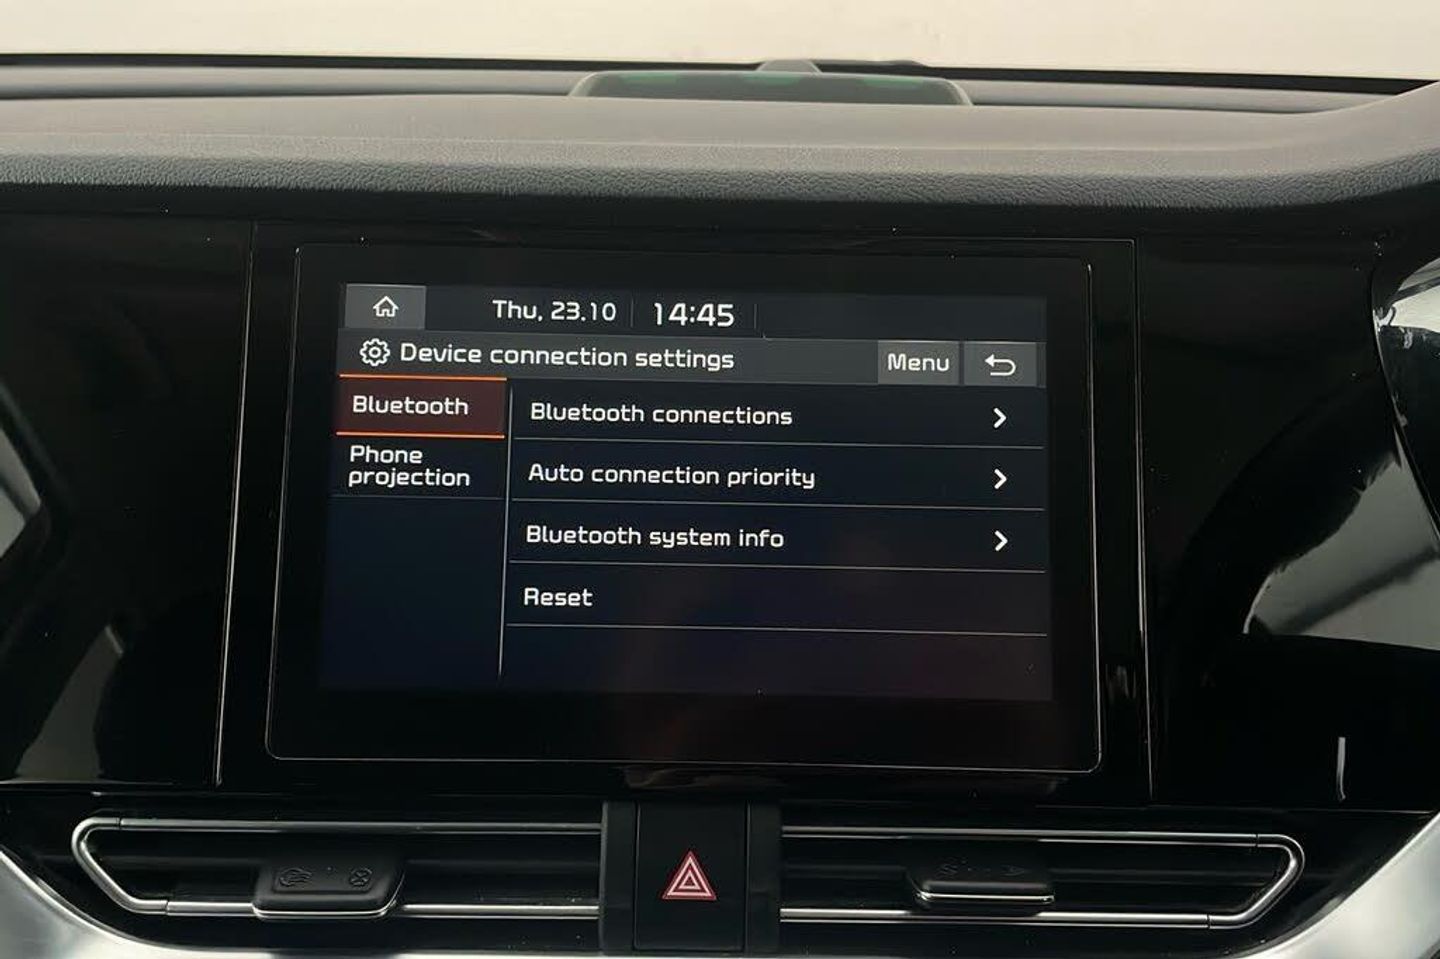 Thu, 23.10 14:45
Device connection settings Menu
Bluetooth
Phone
projection
Bluetooth connections
Auto connection priority
Bluetooth system info
Reset